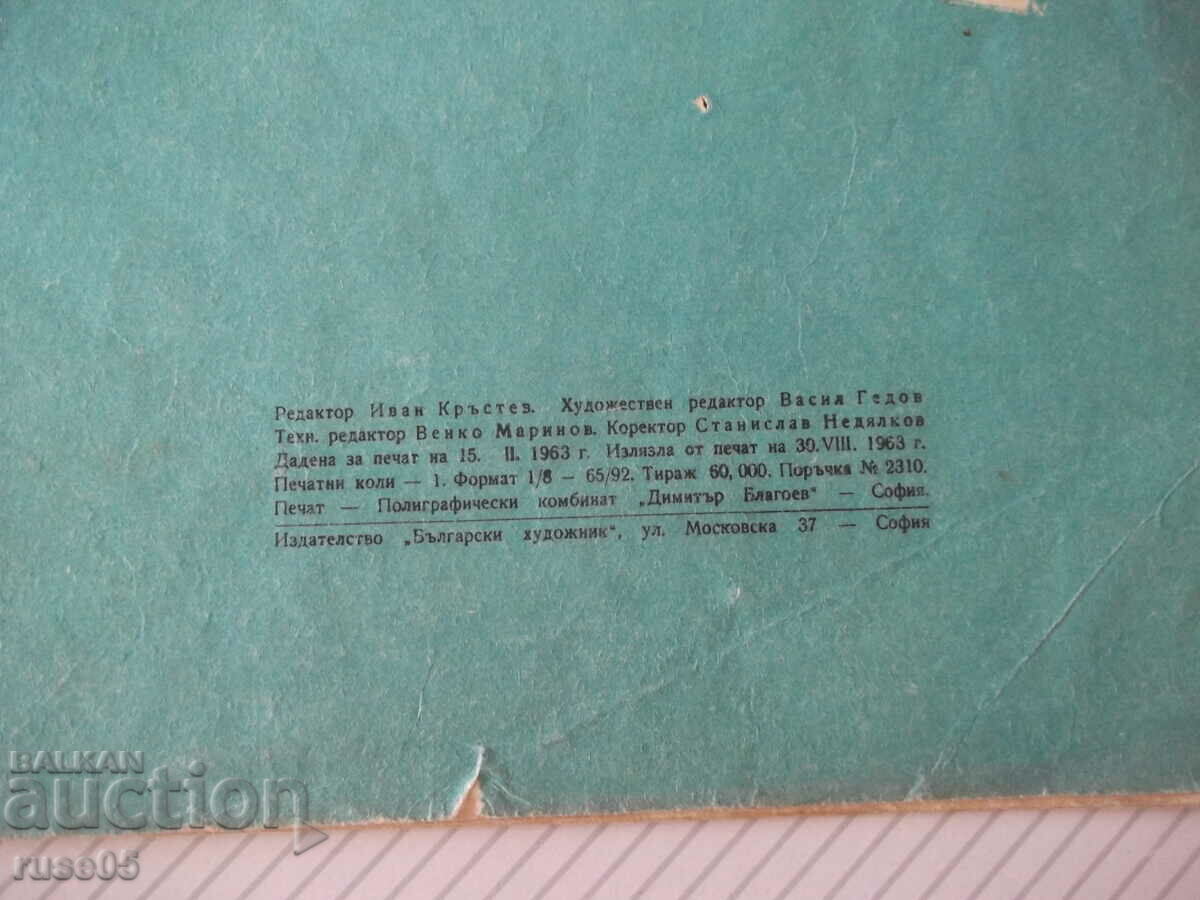 Редактор Иван Кръстев. Художествен редактор Васил Гедов
Техн. редактор Венко Маринов. Коректор Станислав Недялков
Дадена за печат на 15. II. 1963 г. Излязла от печат на 30. VIII. 1963 г.
Печатни коли — 1. Формат 1/8 — 65/92. Тираж 60,000. Поръчка № 2310.
Печат — Полиграфически комбинат „Димитър Благоев“ — София.
Издателство „Български художник“, ул. Московска 37 — София
BALKAN
auction
ruse05